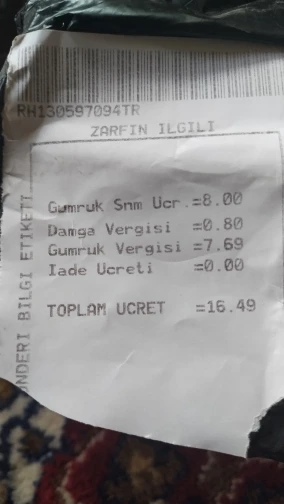 RH130597094TR
ZARFIN ILGILI
Gumruk Snm Ucr.=8.00
Damga Vergisi =0.80
Gumruk Vergisi =7.69
Iade Ucreti =0.00
TOPLAM UCRET =16.49
ONDERI BILGI ETIKETI